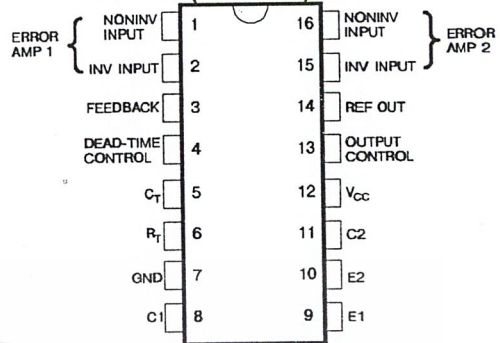 ERROR
AMP 1
NONINV
INPUT
1
INV INPUT
2
FEEDBACK
3
DEAD-TIME
CONTROL
4
CT
5
RT
6
GND
7
C1
8
ERROR
AMP 2
16
NONINV
INPUT
15
INV INPUT
14
REF OUT
13
OUTPUT
CONTROL
12
VCC
11
C2
10
E2
9
E1